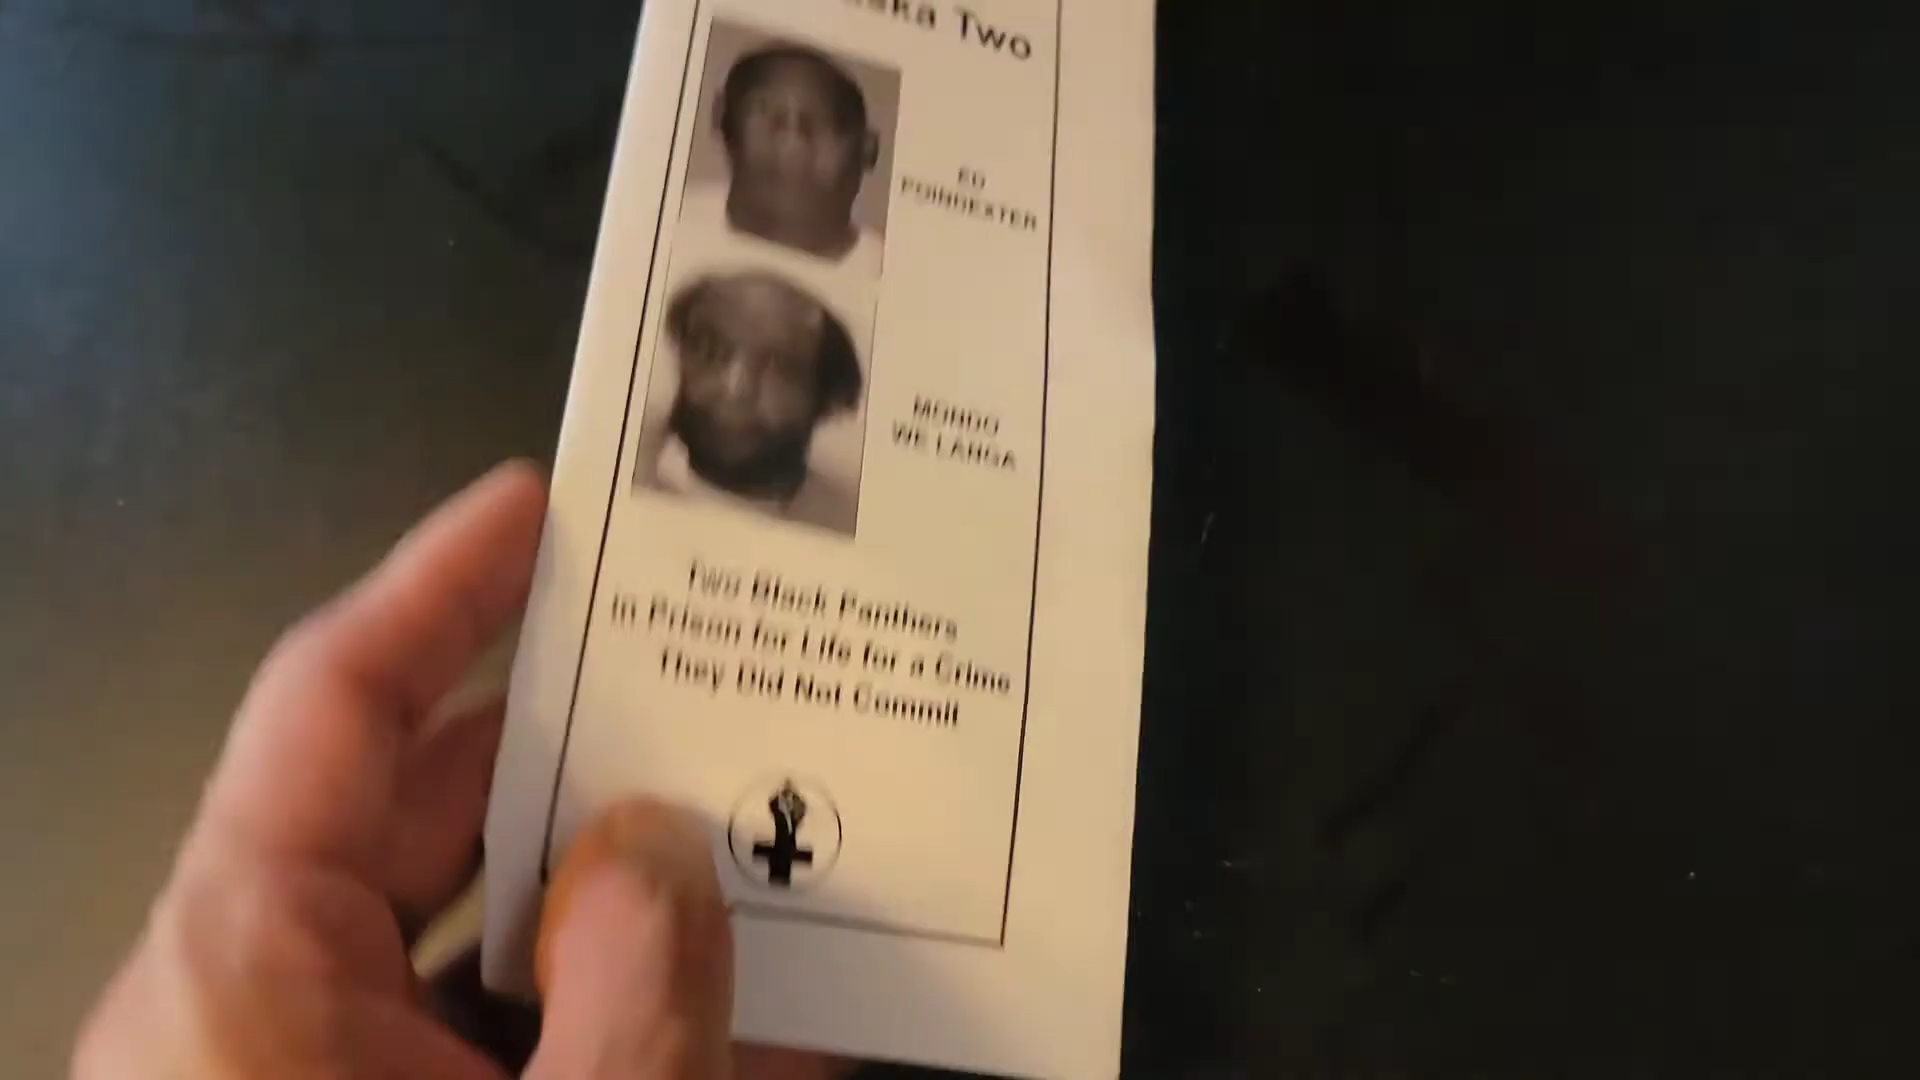 Two
ED
POINDEXTER
MONDO
WE LANGA
Two Black Panthers
in Prison for Life for a Crime
They Did Not Commit